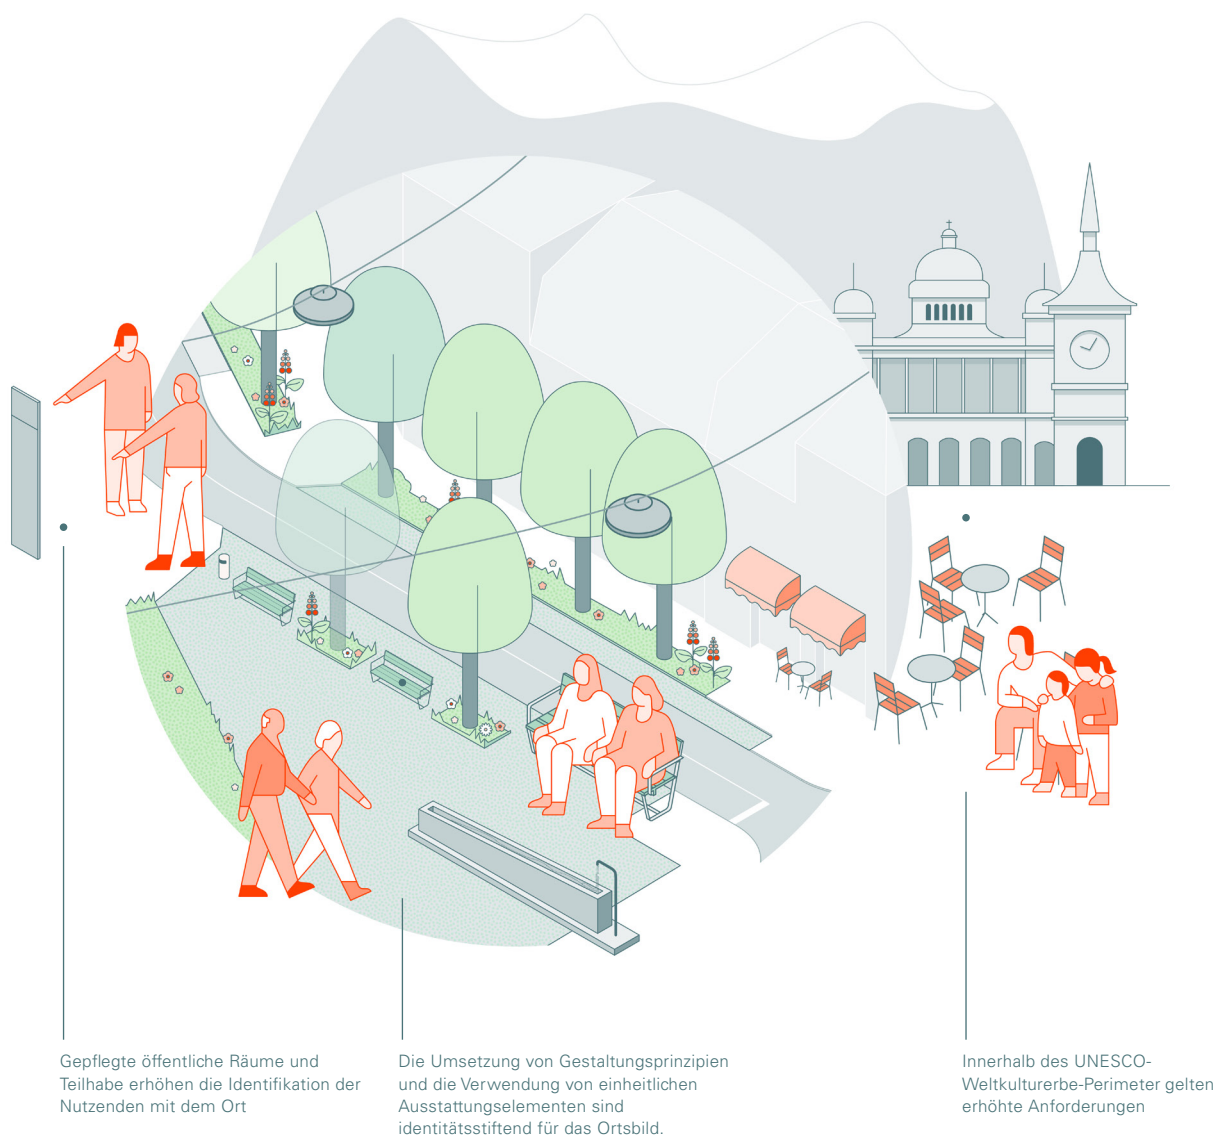 Gepflegte öffentliche Räume und
Teilhabe erhöhen die Identifikation der
Nutzenden mit dem Ort
Die Umsetzung von Gestaltungsprinzipien
und die Verwendung von einheitlichen
Ausstattungselementen sind
identitätsstiftend für das Ortsbild.
Innerhalb des UNESCO-
Weltkulturerbe-Perimeter gelten
erhöhte Anforderungen